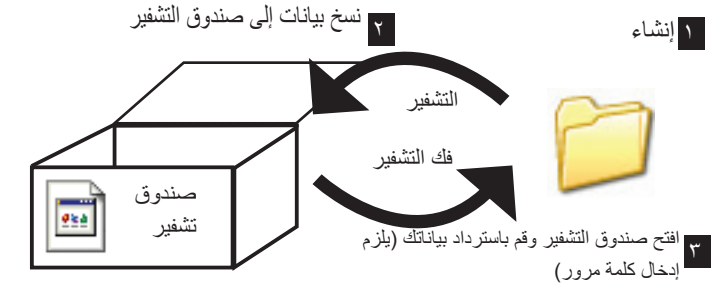 ١ إنشاء
٢ نسخ بيانات إلى صندوق التشفير
التشفير
فك التشفير
صندوق
تشفير
٣ افتح صندوق التشفير وقم باسترداد بياناتك (يلزم
إدخال كلمة مرور)